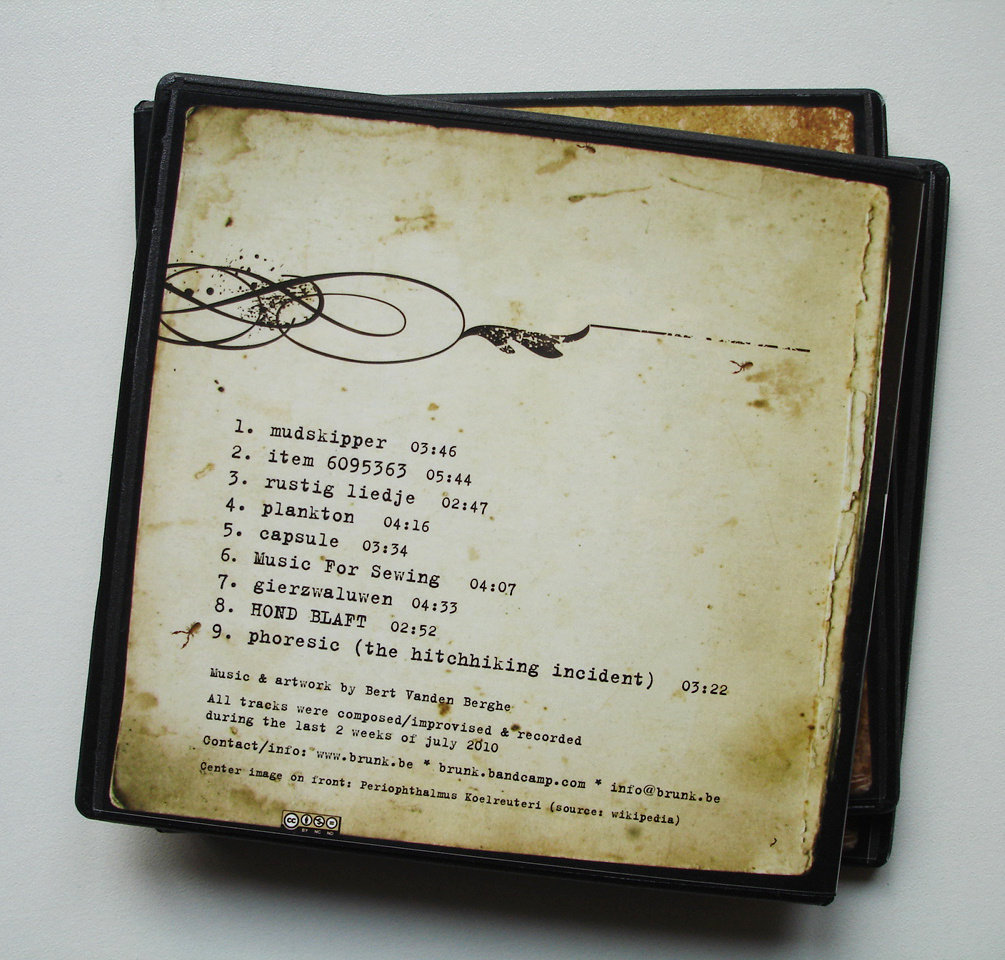 1. mudskipper 03:46
2. item 6095363 05:44
3. rustig liedje 02:47
4. plankton 04:16
5. capsule 03:34
6. Music For Sewing 04:07
7. gierzwaluwen 04:33
8. HOND BLAFT 02:52
9. phoresic (the hitchhiking incident) 03:22
Music & artwork by Bert Vanden Berghe
All tracks were composed/improvised & recorded
during the last 2 weeks of july 2010
Contact/info: www.brunk.be * brunk.bandcamp.com * info@brunk.be
Center image on front: Periophthalmus Koelreuteri (source: wikipedia)
cc
BY NC ND